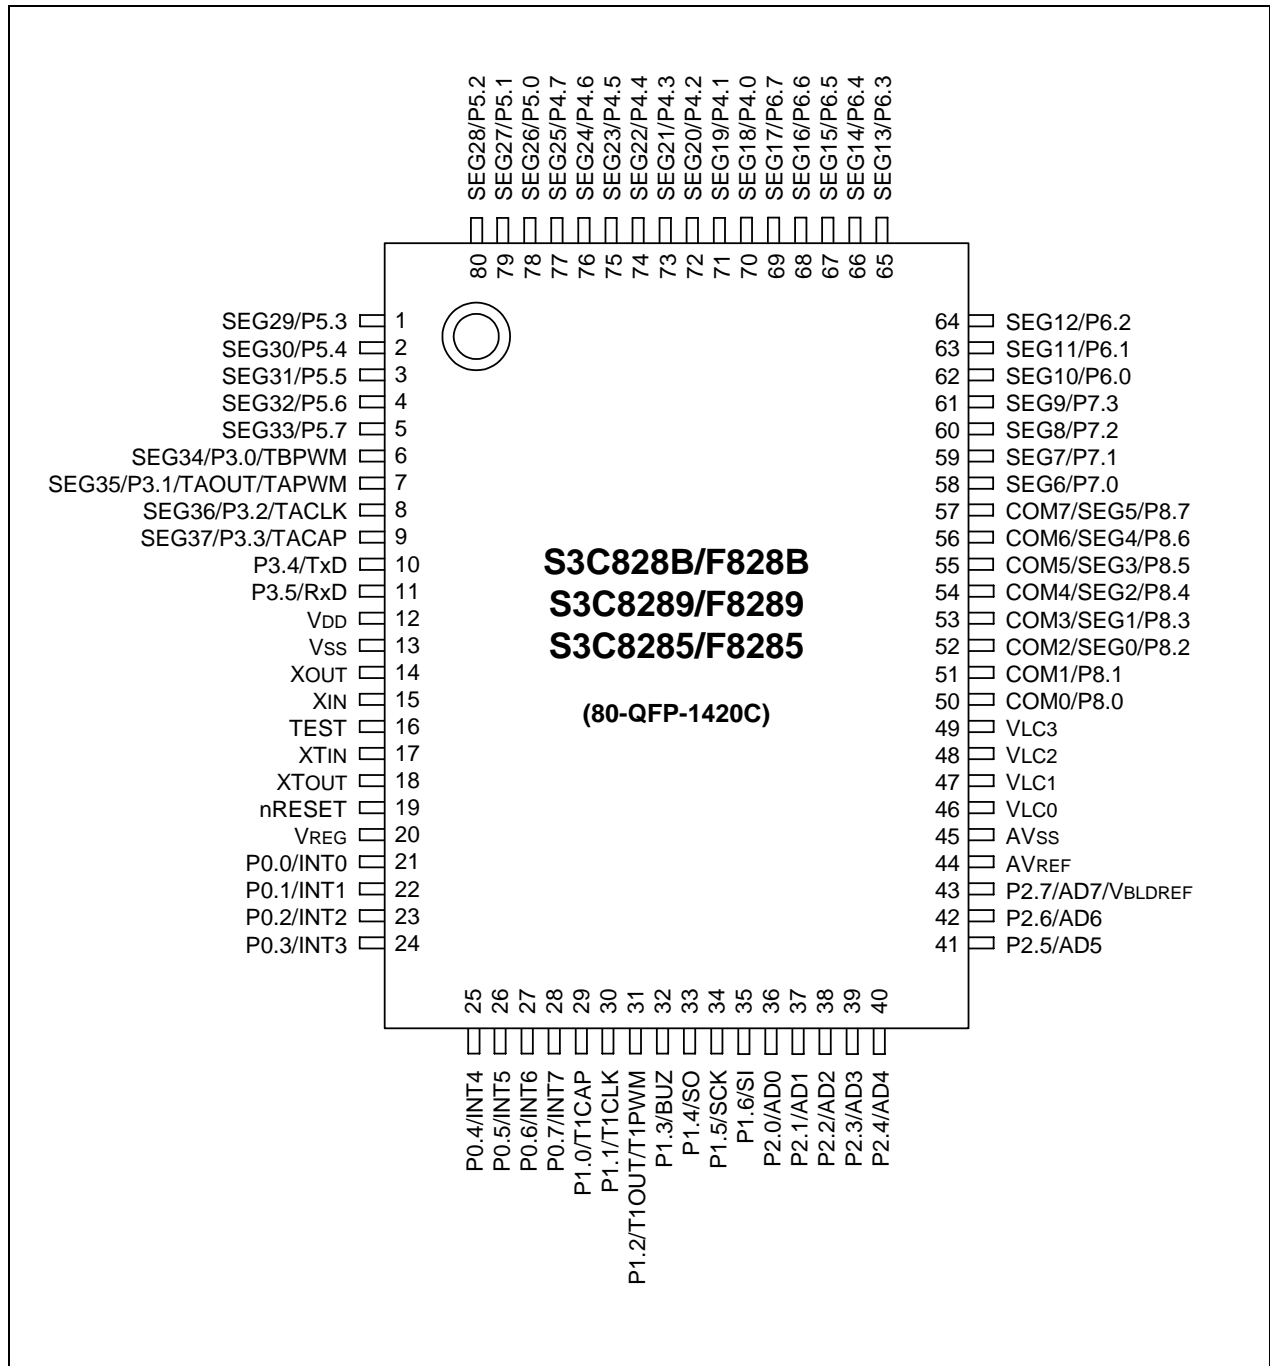 SEG28/P5.2
SEG27/P5.1
SEG26/P5.0
SEG25/P4.7
SEG24/P4.6
SEG23/P4.5
SEG22/P4.4
SEG21/P4.3
SEG20/P4.2
SEG19/P4.1
SEG18/P4.0
SEG17/P6.7
SEG16/P6.6
SEG15/P6.5
SEG14/P6.4
SEG13/P6.3
80
79
78
77
76
75
74
73
72
71
70
69
68
67
66
65
SEG29/P5.3 1
SEG30/P5.4 2
SEG31/P5.5 3
SEG32/P5.6 4
SEG33/P5.7 5
SEG34/P3.0/TBPWM 6
SEG35/P3.1/TAOUT/TAPWM 7
SEG36/P3.2/TACLK 8
SEG37/P3.3/TACAP 9
P3.4/TxD 10
P3.5/RxD 11
VDD 12
VSS 13
XOUT 14
XIN 15
TEST 16
XTIN 17
XTOUT 18
nRESET 19
VREG 20
P0.0/INT0 21
P0.1/INT1 22
P0.2/INT2 23
P0.3/INT3 24
S3C828B/F828B
S3C8289/F8289
S3C8285/F8285
(80-QFP-1420C)
64 SEG12/P6.2
63 SEG11/P6.1
62 SEG10/P6.0
61 SEG9/P7.3
60 SEG8/P7.2
59 SEG7/P7.1
58 SEG6/P7.0
57 COM7/SEG5/P8.7
56 COM6/SEG4/P8.6
55 COM5/SEG3/P8.5
54 COM4/SEG2/P8.4
53 COM3/SEG1/P8.3
52 COM2/SEG0/P8.2
51 COM1/P8.1
50 COM0/P8.0
49 VLC3
48 VLC2
47 VLC1
46 VLC0
45 AVSS
44 AVREF
43 P2.7/AD7/VBLDREF
42 P2.6/AD6
41 P2.5/AD5
25
26
27
28
29
30
31
32
33
34
35
36
37
38
39
40
P0.4/INT4
P0.5/INT5
P0.6/INT6
P0.7/INT7
P1.0/T1CAP
P1.1/T1CLK
P1.2/T1OUT/T1PWM
P1.3/BUZ
P1.4/SO
P1.5/SCK
P1.6/SI
P2.0/AD0
P2.1/AD1
P2.2/AD2
P2.3/AD3
P2.4/AD4